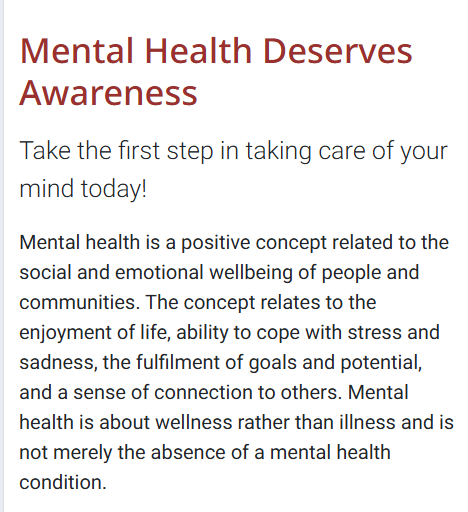 Mental Health Deserves
Awareness
Take the first step in taking care of your
mind today!
Mental health is a positive concept related to the
social and emotional wellbeing of people and
communities. The concept relates to the
enjoyment of life, ability to cope with stress and
sadness, the fulfilment of goals and potential,
and a sense of connection to others. Mental
health is about wellness rather than illness and is
not merely the absence of a mental health
condition.